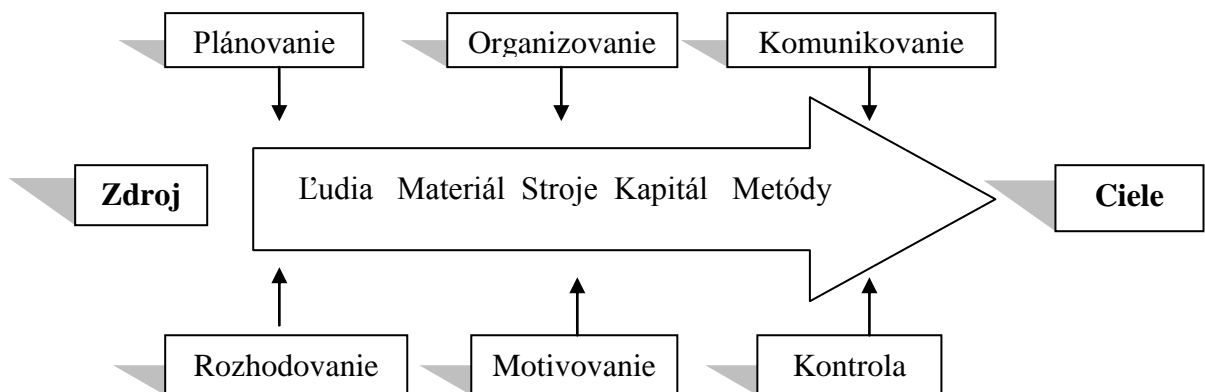 Plánovanie
Organizovanie
Komunikovanie
Zdroj
Ľudia Materiál Stroje Kapitál Metódy
Ciele
Rozhodovanie
Motivovanie
Kontrola